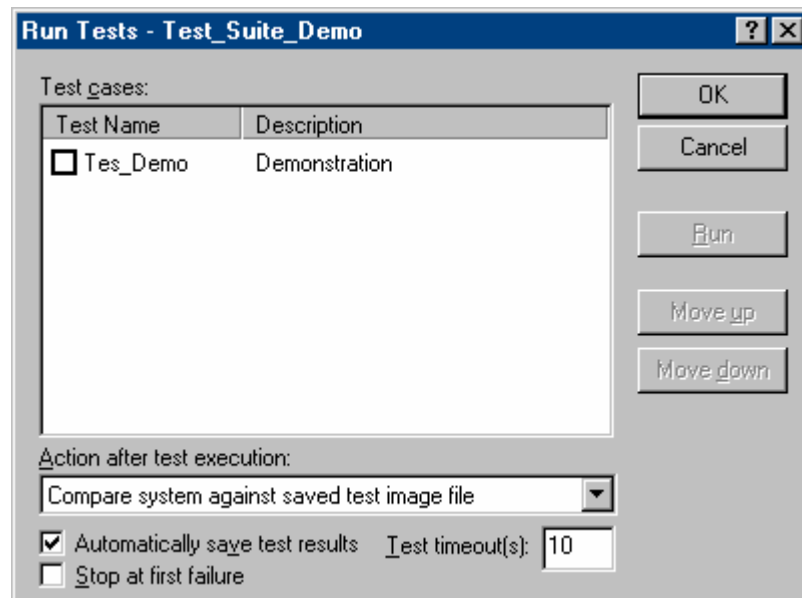 Run Tests - Test_Suite_Demo
Test cases:
Test Name Description
Tes_Demo Demonstration
OK
Cancel
Run
Move up
Move down
Action after test execution:
Compare system against saved test image file
Automatically save test results Test timeout(s): 10
Stop at first failure